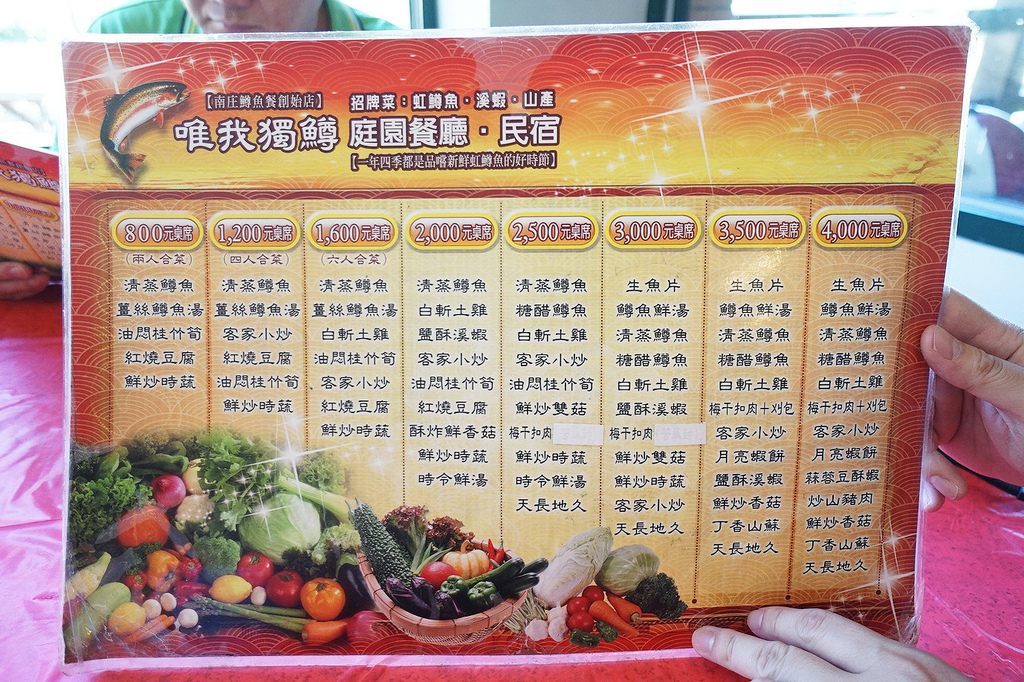 【南庄鱒魚餐創始店】
招牌菜:虹鱒魚・溪蝦・山產
唯我獨鱒 庭園餐廳・民宿
【一年四季都是品嚐新鮮虹鱒魚的好時節】
800元桌席
(兩人合菜)
清蒸鱒魚
薑絲鱒魚湯
油悶桂竹筍
紅燒豆腐
鮮炒時蔬
1,200元桌席
(四人合菜)
清蒸鱒魚
薑絲鱒魚湯
客家小炒
紅燒豆腐
油悶桂竹筍
鮮炒時蔬
1,600元桌席
(六人合菜)
清蒸鱒魚
薑絲鱒魚湯
白斬土雞
油悶桂竹筍
客家小炒
紅燒豆腐
鮮炒時蔬
2,000元桌席
清蒸鱒魚
白斬土雞
鹽酥溪蝦
客家小炒
油悶桂竹筍
紅燒豆腐
酥炸鮮香菇
鮮炒時蔬
時令鮮湯
2,500元桌席
清蒸鱒魚
糖醋鱒魚
白斬土雞
客家小炒
油悶桂竹筍
鮮炒雙菇
梅干扣肉
鮮炒時蔬
時令鮮湯
天長地久
3,000元桌席
生魚片
鱒魚鮮湯
清蒸鱒魚
糖醋鱒魚
白斬土雞
鹽酥溪蝦
梅干扣肉
鮮炒雙菇
鮮炒時蔬
客家小炒
天長地久
3,500元桌席
生魚片
鱒魚鮮湯
清蒸鱒魚
糖醋鱒魚
白斬土雞
梅干扣肉+刈包
客家小炒
月亮蝦餅
鹽酥溪蝦
鮮炒香菇
丁香山蘇
天長地久
4,000元桌席
生魚片
鱒魚鮮湯
清蒸鱒魚
糖醋鱒魚
白斬土雞
梅干扣肉+刈包
客家小炒
月亮蝦餅
蒜蓉豆酥蝦
炒山豬肉
鮮炒香菇
丁香山蘇
天長地久